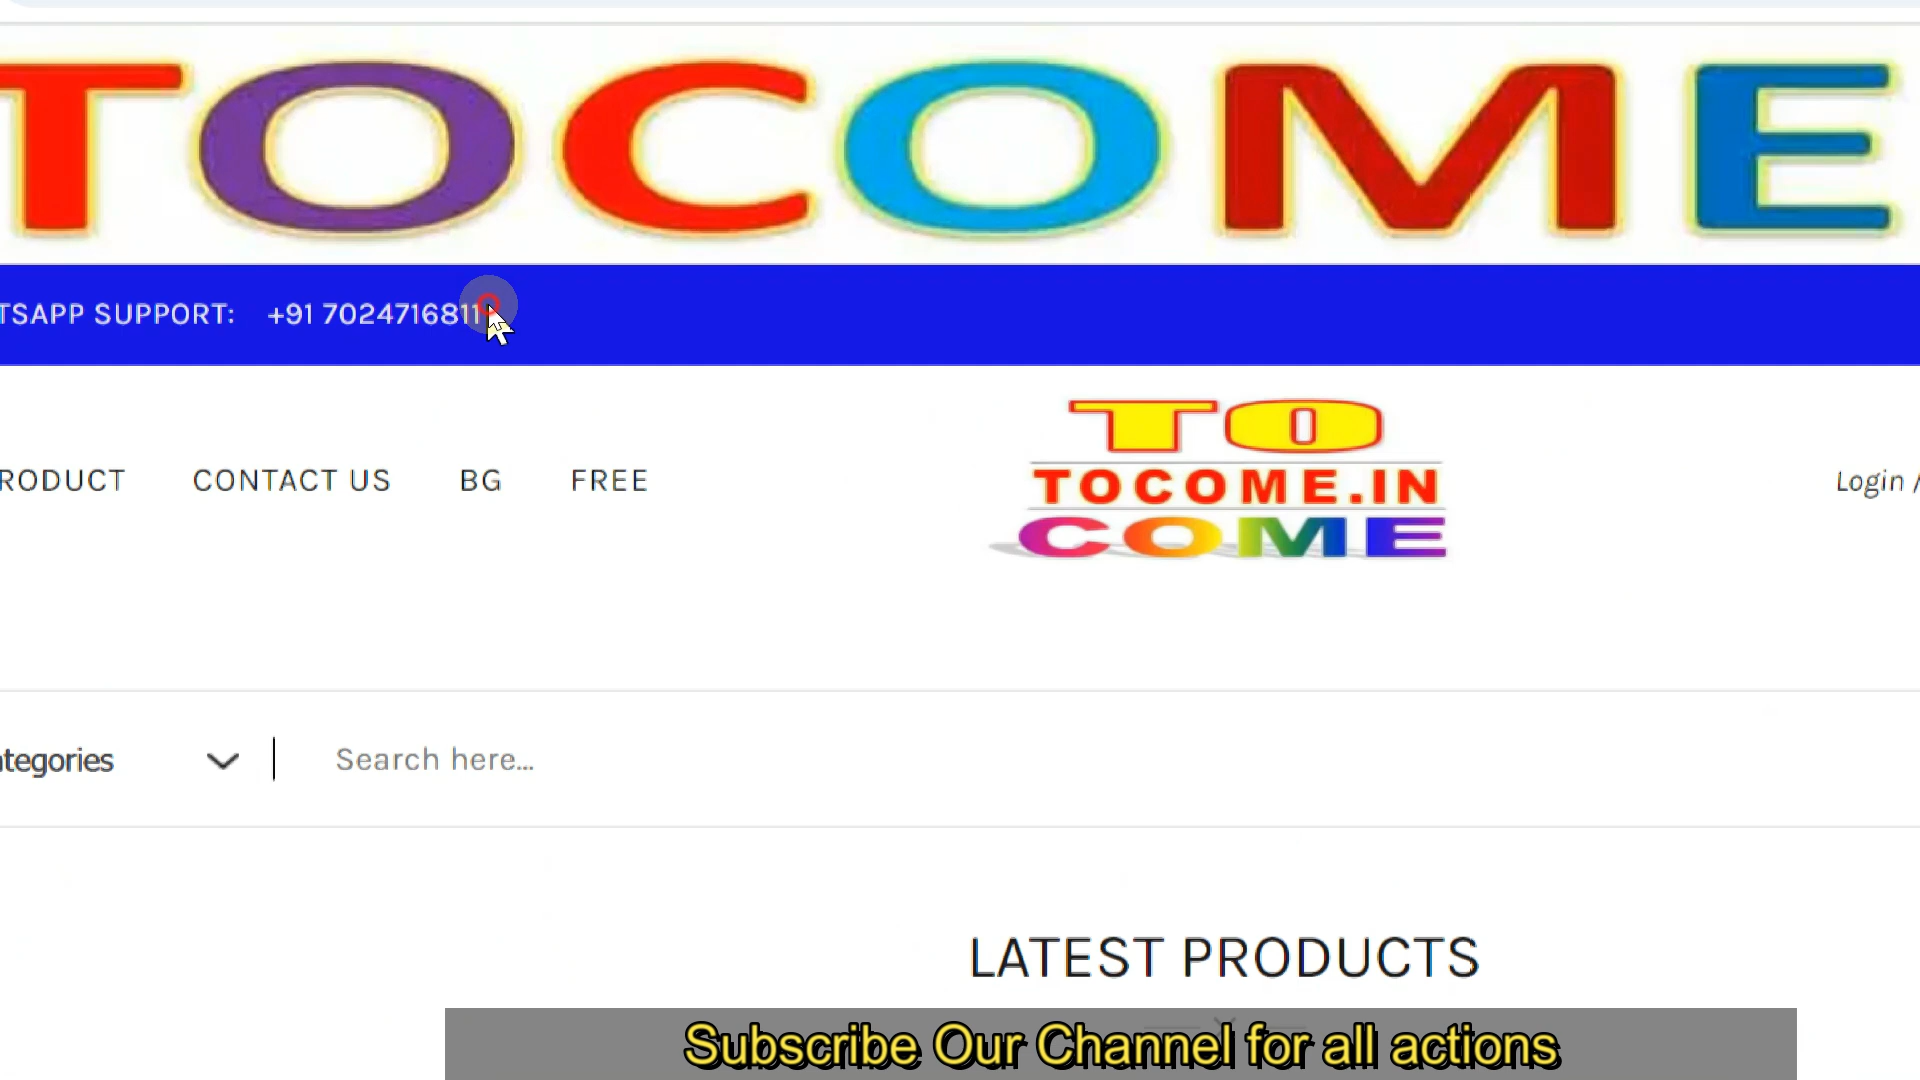 TOCOME
TSAPP SUPPORT: +91 7024716811
RODUCT CONTACT US BG FREE
TO
TOCOME.IN
COME
Login /
ategories
Search here...
LATEST PRODUCTS
Subscribe Our Channel for all actions